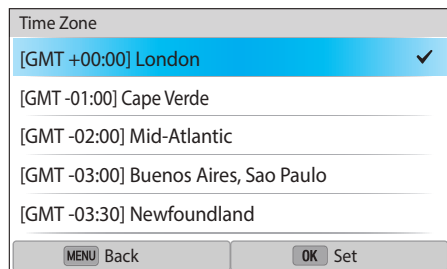 Time Zone
[GMT +00:00] London
[GMT -01:00] Cape Verde
[GMT -02:00] Mid-Atlantic
[GMT -03:00] Buenos Aires, Sao Paulo
[GMT -03:30] Newfoundland
MENU Back OK Set